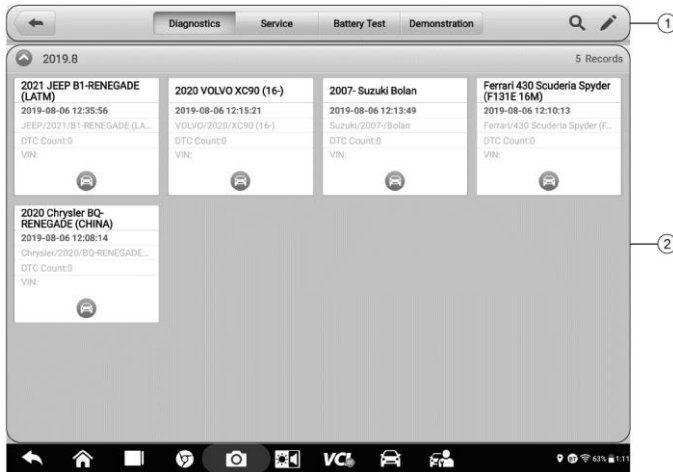 Diagnostics Service Battery Test Demonstration
1
2019.8 5 Records
2021 JEEP B1-RENEGADE
(LATM)
2019-08-06 12:35:56
JEEP/2021/B1-RENEGADE (LA...
DTC Count:0
VIN:
2020 VOLVO XC90 (16-)
2019-08-06 12:15:21
VOLVO/2020/XC90 (16-)
DTC Count:0
VIN:
2007- Suzuki Bolan
2019-08-06 12:13:49
Suzuki/2007-/Bolan
DTC Count:0
VIN:
Ferrari 430 Scuderia Spyder
(F131E 16M)
2019-08-06 12:10:13
Ferrari/430 Scuderia Spyder (F...
DTC Count:0
VIN:
2020 Chrysler BQ-
RENEGADE (CHINA)
2019-08-06 12:08:14
Chrysler/2020/BQ-RENEGADE...
DTC Count:0
VIN:
2
VCI BT 63% 1:11